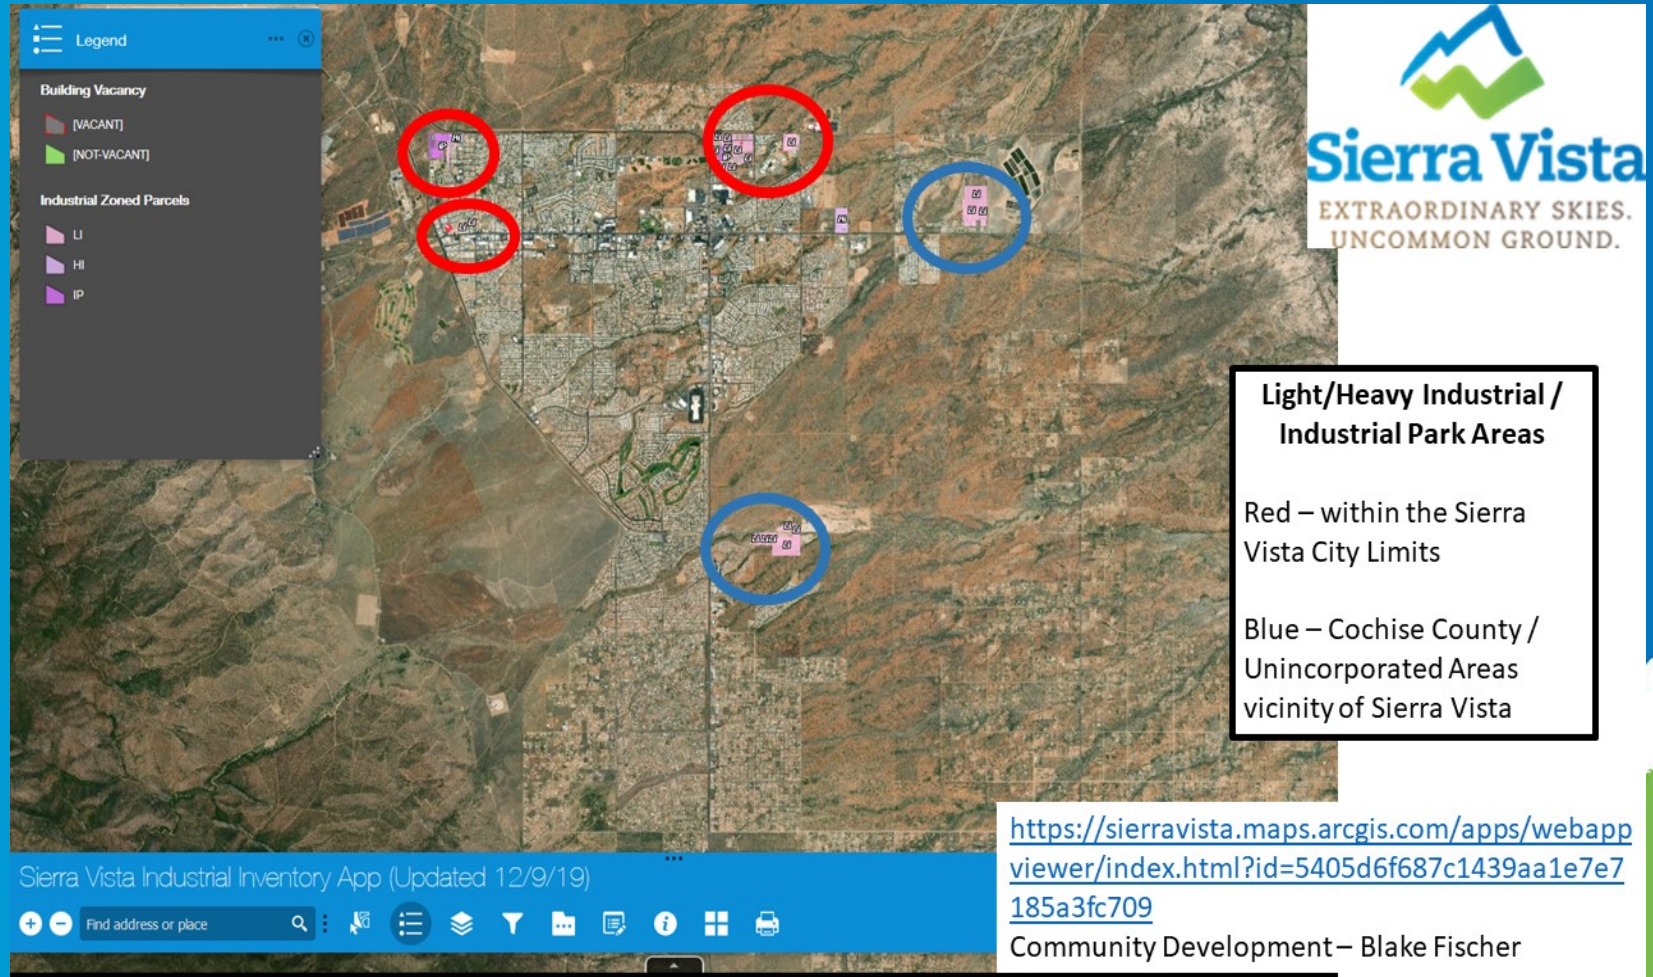 Legend
Building Vacancy
[VACANT]
[NOT-VACANT]
Industrial Zoned Parcels
LI
HI
IP
Sierra Vista
EXTRAORDINARY SKIES.
UNCOMMON GROUND.
Light/Heavy Industrial /
Industrial Park Areas
Red – within the Sierra
Vista City Limits
Blue – Cochise County /
Unincorporated Areas
vicinity of Sierra Vista
https://sierravista.maps.arcgis.com/apps/webapp
viewer/index.html?id=5405d6f687c1439aa1e7e7
185a3fc709
Community Development – Blake Fischer
Sierra Vista Industrial Inventory App (Updated 12/9/19)
Find address or place